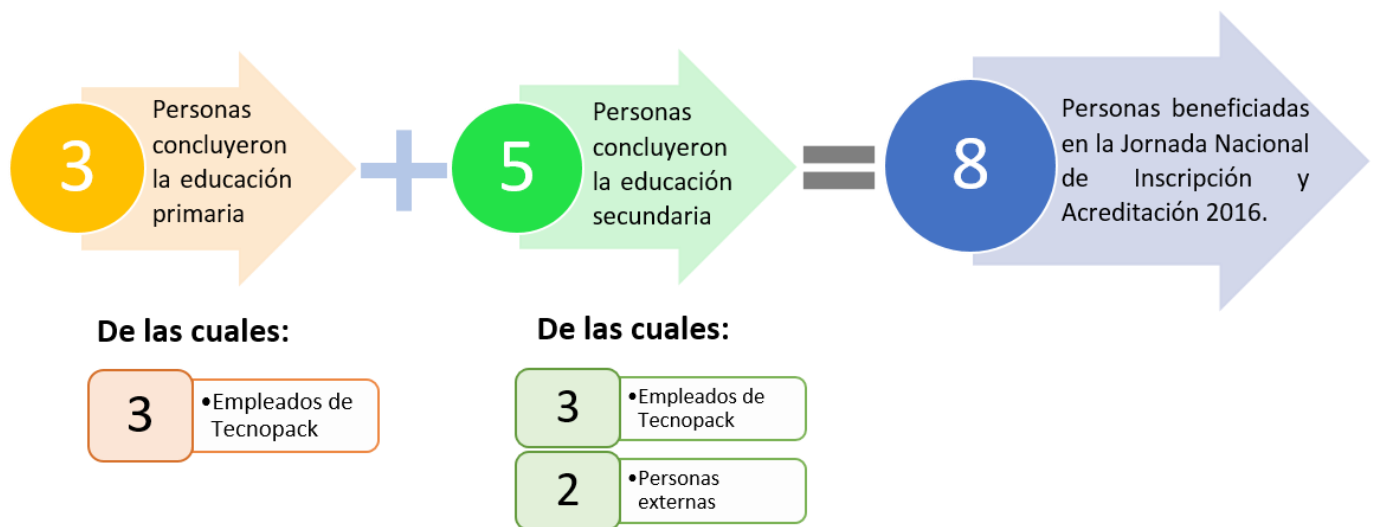 3
Personas
concluyeron
la educación
primaria
+
5
Personas
concluyeron
la educación
secundaria
=
8
Personas beneficiadas
en la Jornada Nacional
de Inscripción y
Acreditación 2016.
De las cuales:
3
•Empleados de
Tecnopack
De las cuales:
3
•Empleados de
Tecnopack
2
•Personas
externas